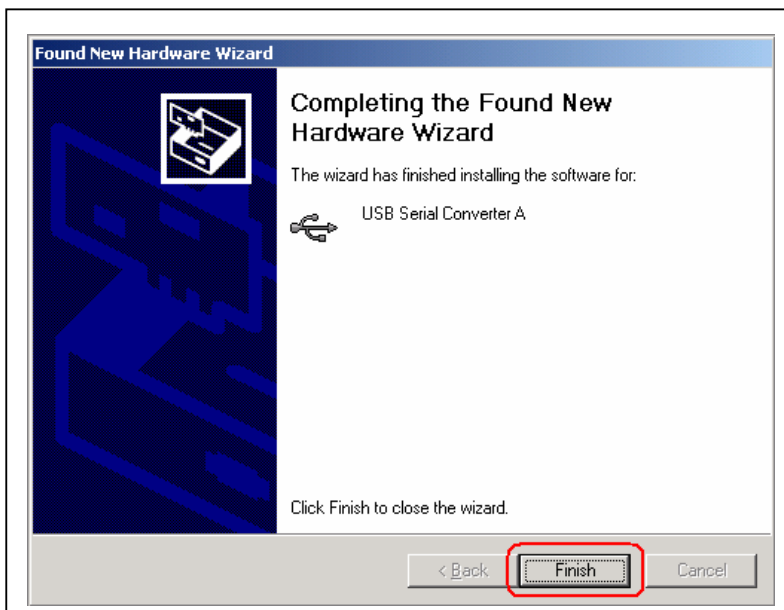 Found New Hardware Wizard
Completing the Found New
Hardware Wizard
The wizard has finished installing the software for:
USB Serial Converter A
Click Finish to close the wizard.
< Back
Finish
Cancel